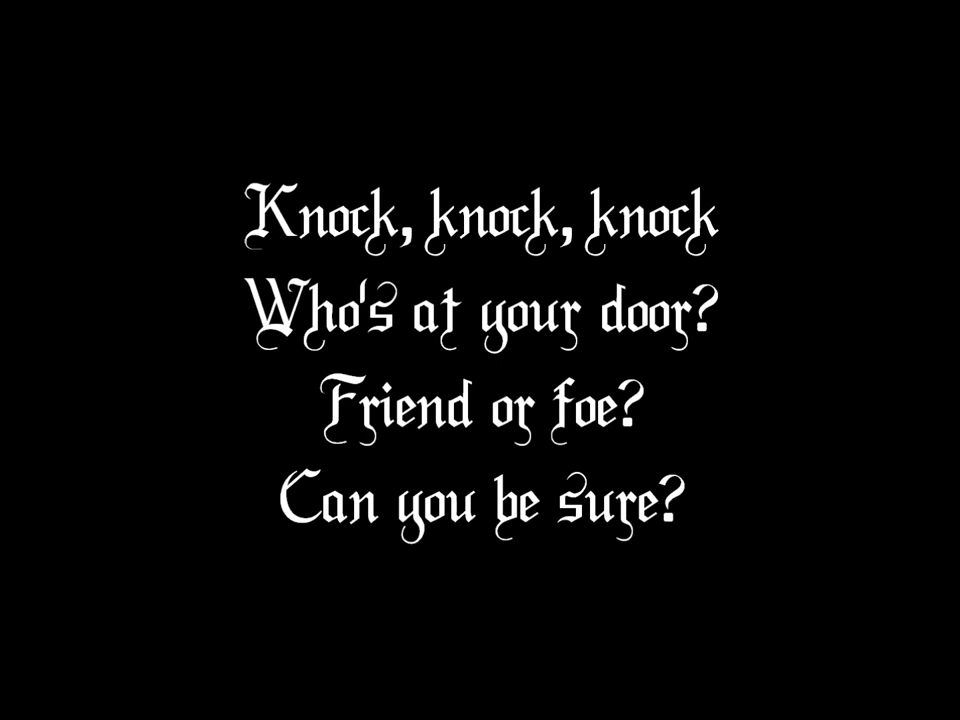 Knock, knock, knock
Who's at your door?
Friend or foe?
Can you be sure?